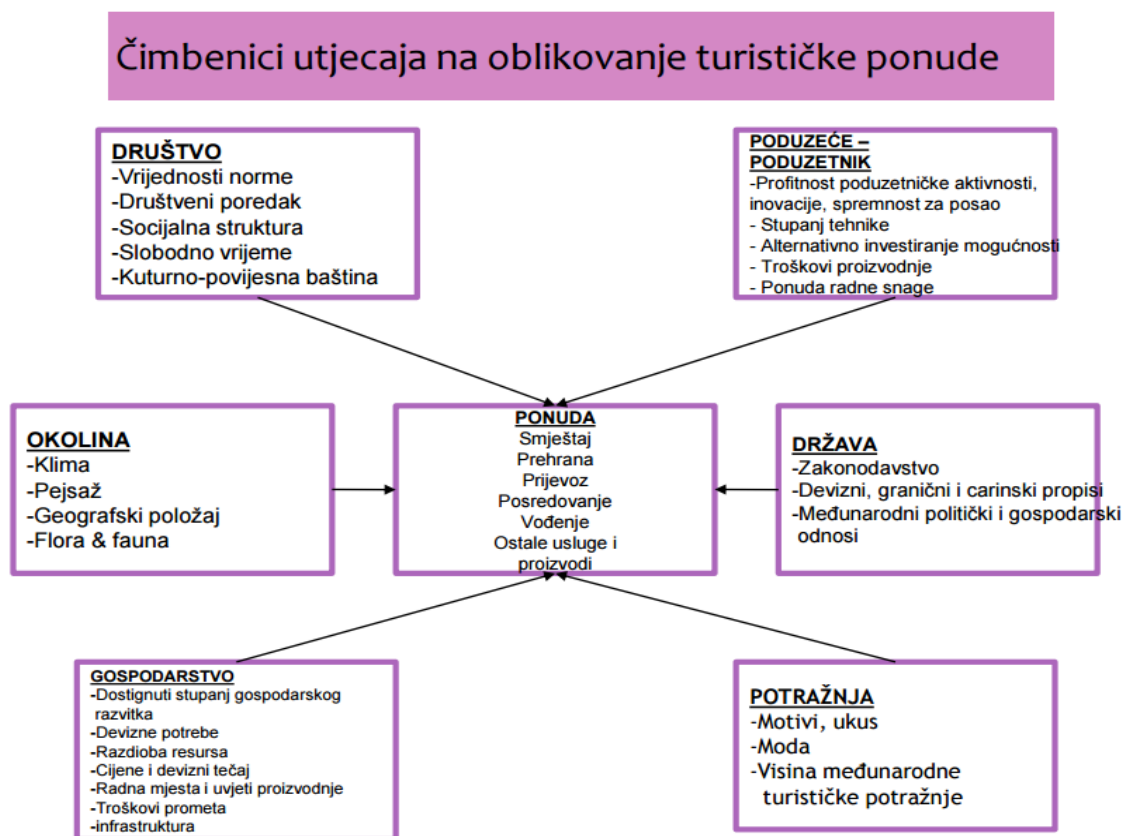 Čimbenici utjecaja na oblikovanje turističke ponude
DRUŠTVO
-Vrijednosti norme
-Društveni poredak
-Socijalna struktura
-Slobodno vrijeme
-Kuturno-povijesna baština
PODUZEĆE –
PODUZETNIK
-Profitnost poduzetničke aktivnosti,
inovacije, spremnost za posao
- Stupanj tehnike
- Alternativno investiranje mogućnosti
- Troškovi proizvodnje
- Ponuda radne snage
OKOLINA
-Klima
-Pejsaž
-Geografski položaj
-Flora & fauna
PONUDA
Smještaj
Prehrana
Prijevoz
Posredovanje
Vođenje
Ostale usluge i
proizvodi
DRŽAVA
-Zakonodavstvo
-Devizni, granični i carinski propisi
-Međunarodni politički i gospodarski
odnosi
GOSPODARSTVO
-Dostignuti stupanj gospodarskog
razvitka
-Devizne potrebe
-Razdioba resursa
-Cijene i devizni tečaj
-Radna mjesta i uvjeti proizvodnje
-Troškovi prometa
-infrastruktura
POTRAŽNJA
-Motivi, ukus
-Moda
-Visina međunarodne
turističke potražnje